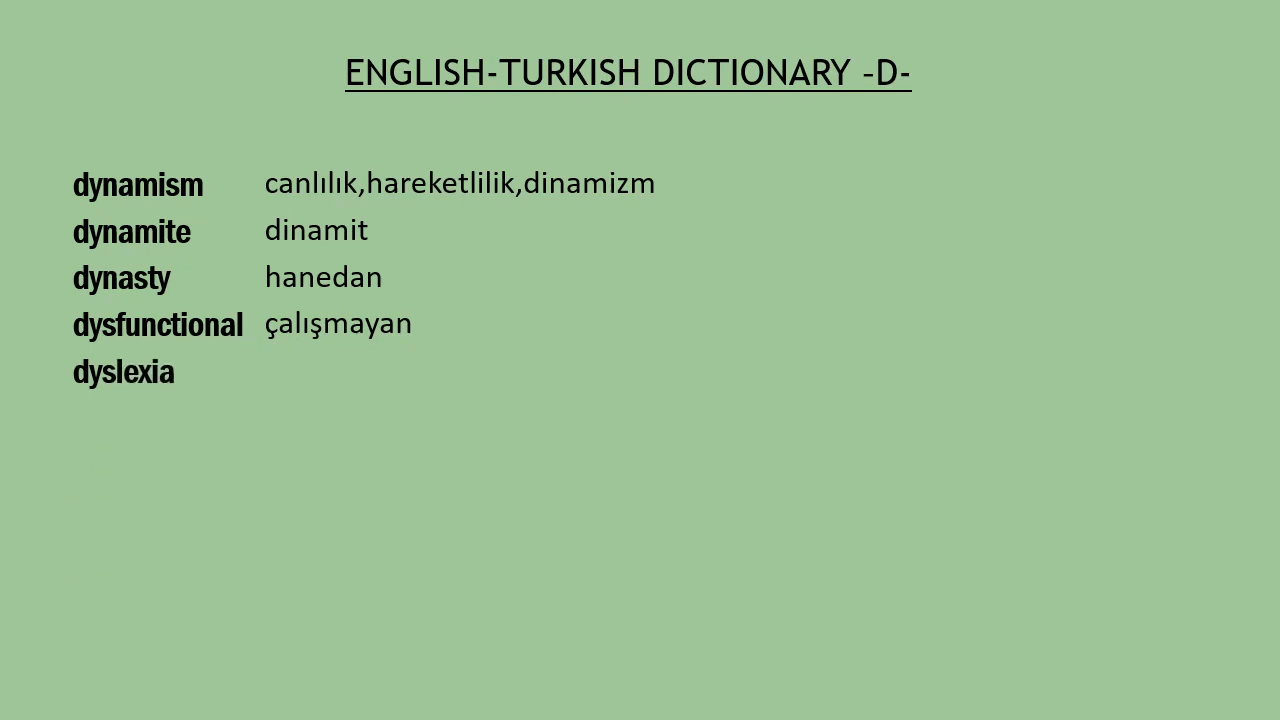 ENGLISH-TURKISH DICTIONARY –D-
dynamism canlılık,hareketlilik,dinamizm
dynamite dinamit
dynasty hanedan
dysfunctional çalışmayan
dyslexia